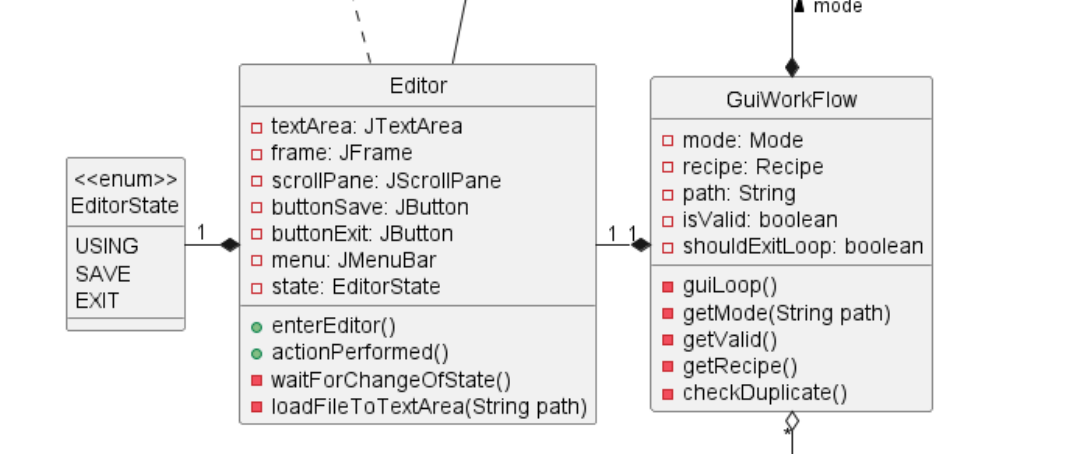 mode
Editor
textArea: JTextArea
frame: JFrame
scrollPane: JScrollPane
buttonSave: JButton
buttonExit: JButton
menu: JMenuBar
state: EditorState
enterEditor()
actionPerformed()
waitForChangeOfState()
loadFileToTextArea(String path)
<<enum>>
EditorState
USING
SAVE
EXIT
1
1 1
GuiWorkFlow
mode: Mode
recipe: Recipe
path: String
isValid: boolean
shouldExitLoop: boolean
guiLoop()
getMode(String path)
getValid()
getRecipe()
checkDuplicate()
*